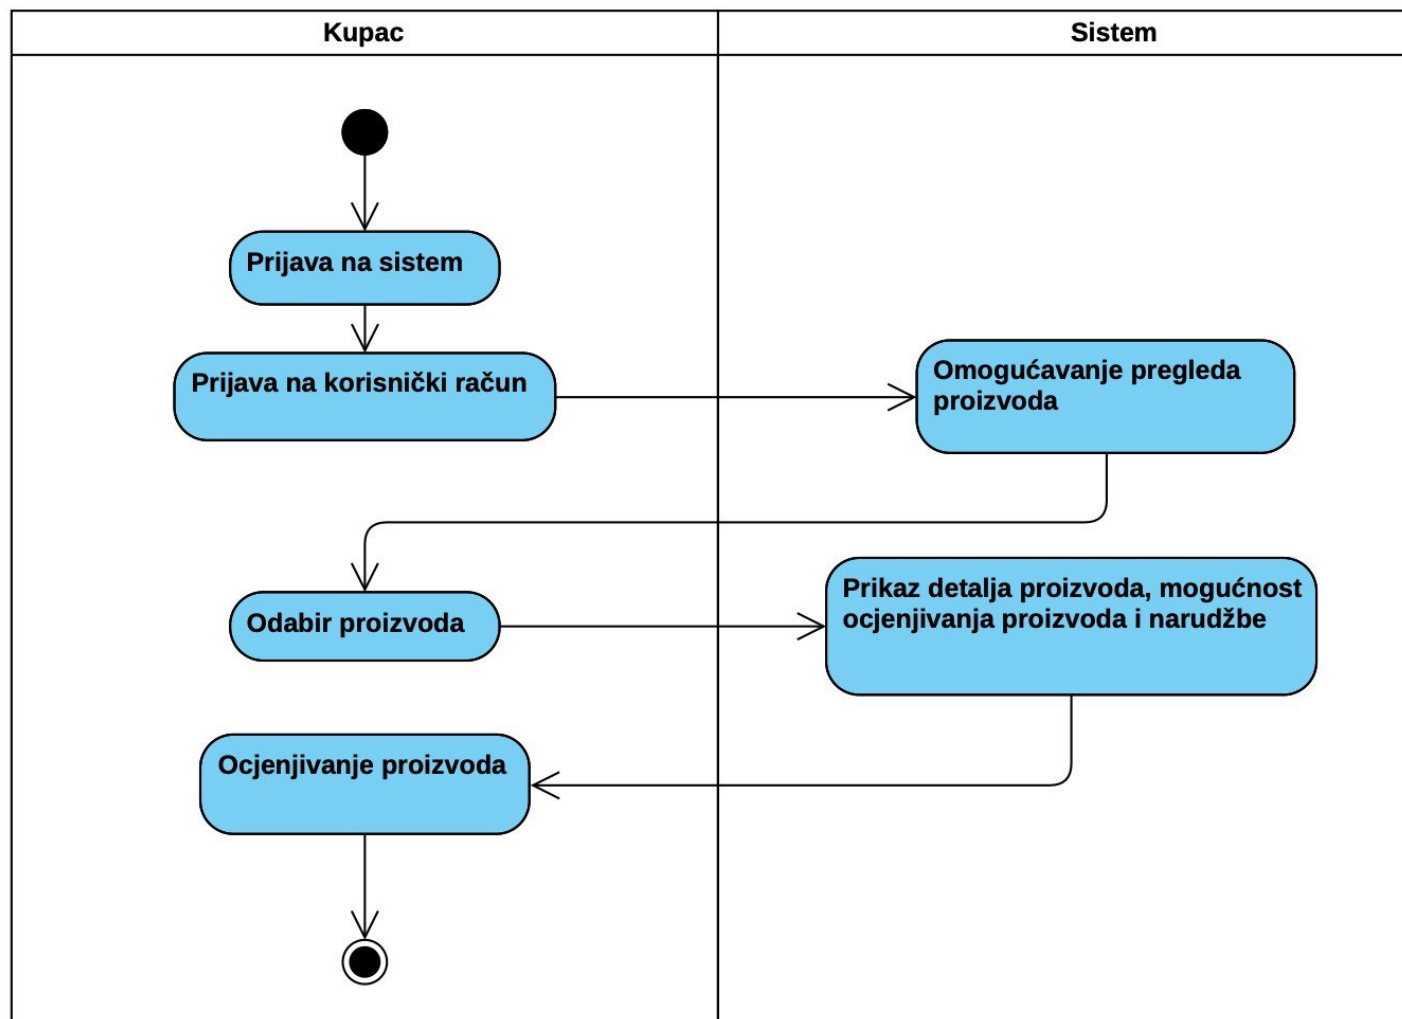 Kupac
Sistem
Prijava na sistem
Prijava na korisnički račun
Omogućavanje pregleda
proizvoda
Odabir proizvoda
Prikaz detalja proizvoda, mogućnost
ocjenjivanja proizvoda i narudžbe
Ocjenjivanje proizvoda